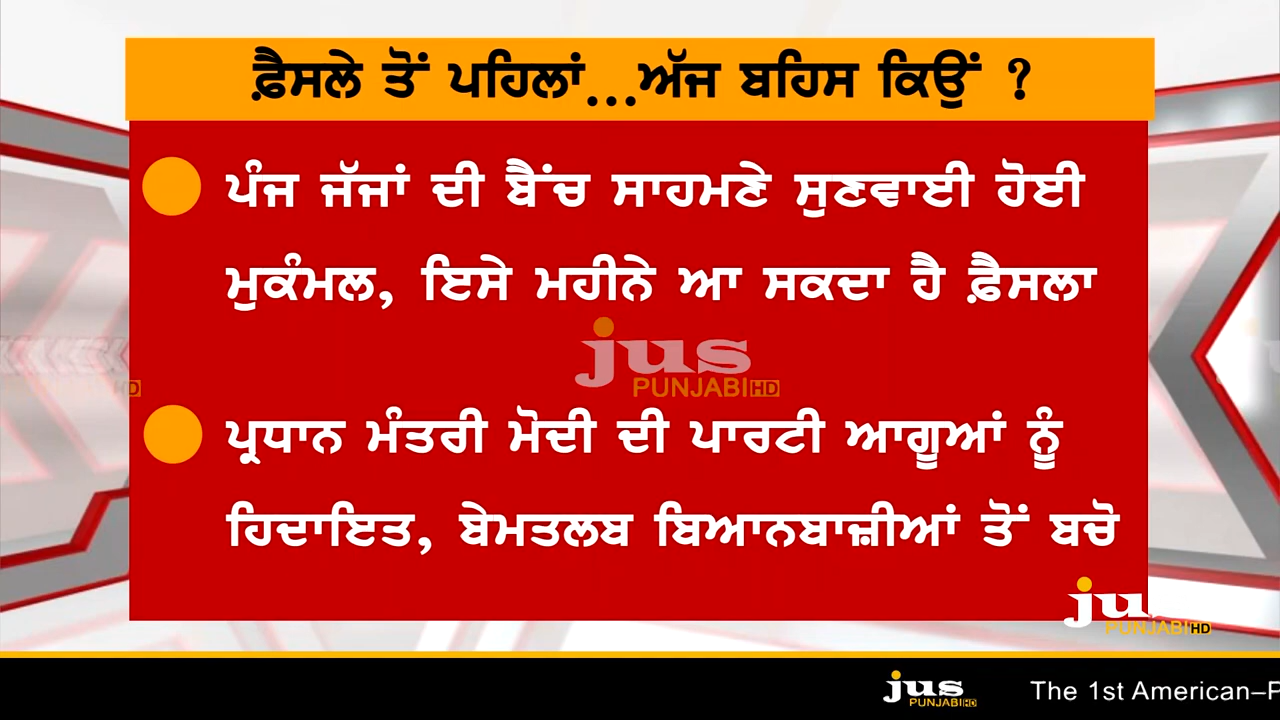 ਫ਼ੈਸਲੇ ਤੋਂ ਪਹਿਲਾਂ...ਅੱਜ ਬਹਿਸ ਕਿਉਂ ?
ਪੰਜ ਜੱਜਾਂ ਦੀ ਬੈਂਚ ਸਾਹਮਣੇ ਸੁਣਵਾਈ ਹੋਈ
ਮੁਕੰਮਲ, ਇਸੇ ਮਹੀਨੇ ਆ ਸਕਦਾ ਹੈ ਫ਼ੈਸਲਾ
jus
PUNJABI HD
ਪ੍ਰਧਾਨ ਮੰਤਰੀ ਮੋਦੀ ਦੀ ਪਾਰਟੀ ਆਗੂਆਂ ਨੂੰ
ਹਿਦਾਇਤ, ਬੇਮਤਲਬ ਬਿਆਨਬਾਜ਼ੀਆਂ ਤੋਂ ਬਚੋ
jus
PUNJABI HD
jus
PUNJABI HD
The 1st American–P